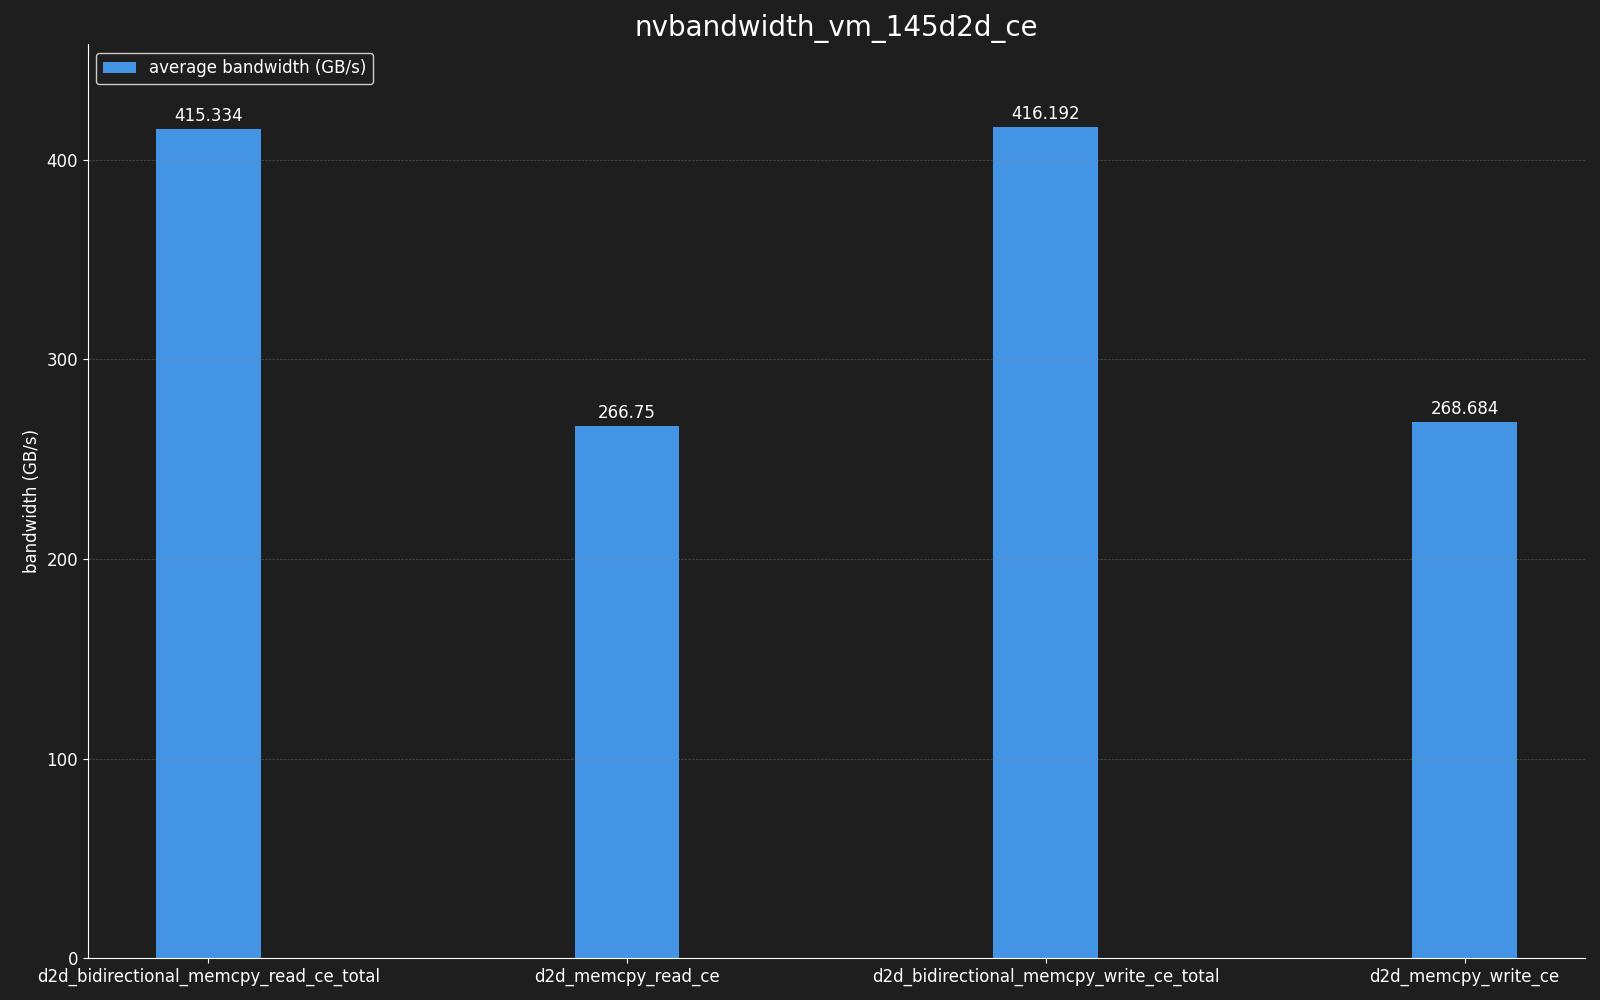 nvbandwidth_vm_145d2d_ce
average bandwidth (GB/s)
415.334
266.75
416.192
268.684
bandwidth (GB/s)
400
300
200
100
0
d2d_bidirectional_memcpy_read_ce_total
d2d_memcpy_read_ce
d2d_bidirectional_memcpy_write_ce_total
d2d_memcpy_write_ce